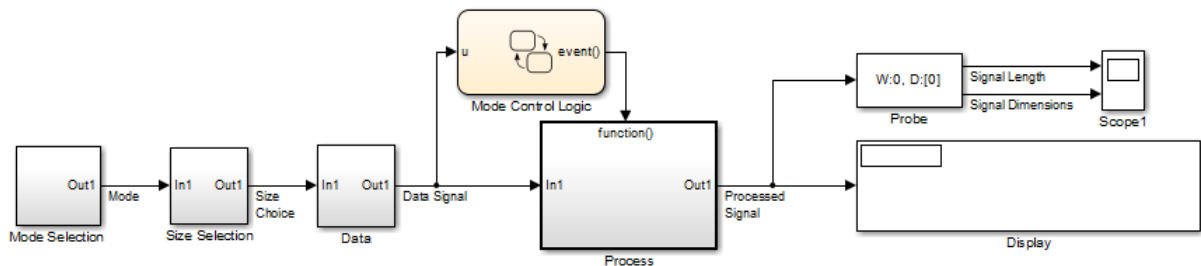 u
event()
Mode Control Logic
function()
W:0, D:[0]
Probe
Signal Length
Signal Dimensions
Scope1
Out1
Mode
Mode Selection
In1
Out1
Size
Choice
Size Selection
In1
Out1
Data Signal
Data
In1
Out1
Processed
Signal
Process
Display